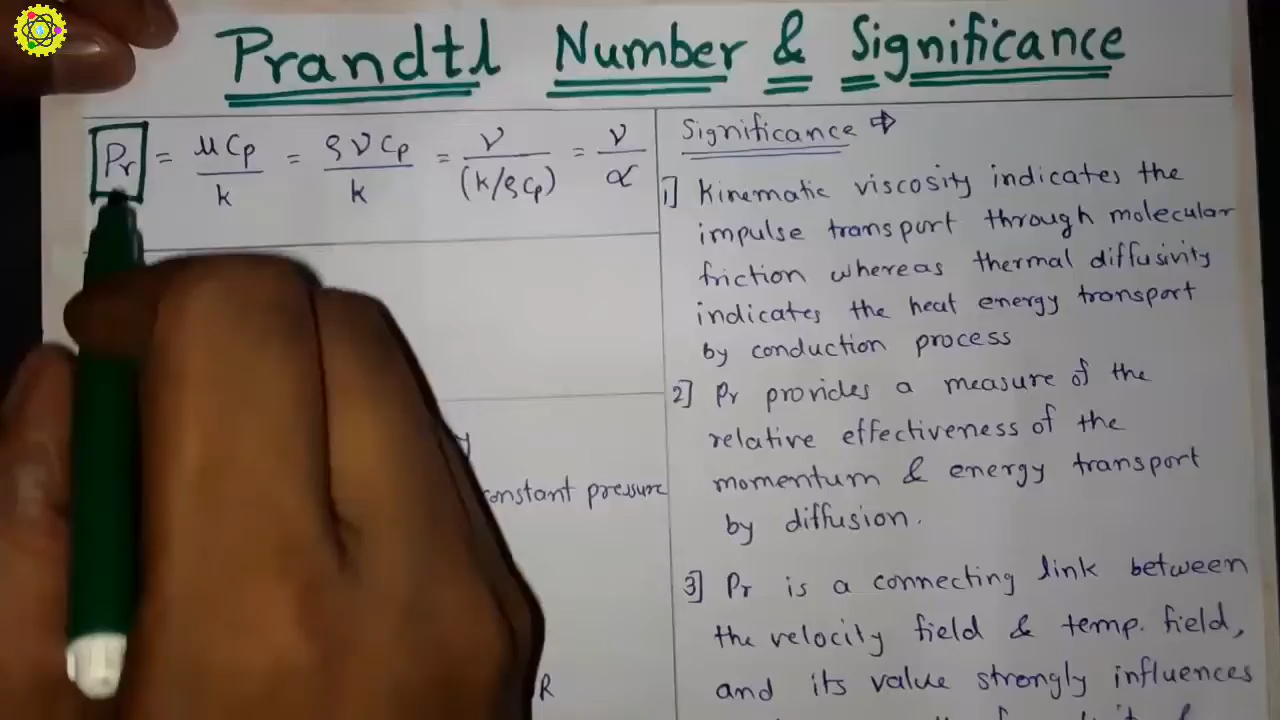 Prandtl Number & Significance
Pr = μCp / k = ρνCp / k = ν / (k/ρCp) = ν / α
constant pressure
R
Significance ⇒
1] Kinematic viscosity indicates the
impulse transport through molecular
friction whereas thermal diffusivity
indicates the heat energy transport
by conduction process
2] Pr provides a measure of the
relative effectiveness of the
momentum & energy transport
by diffusion.
3] Pr is a connecting link between
the velocity field & temp. field,
and its value strongly influences